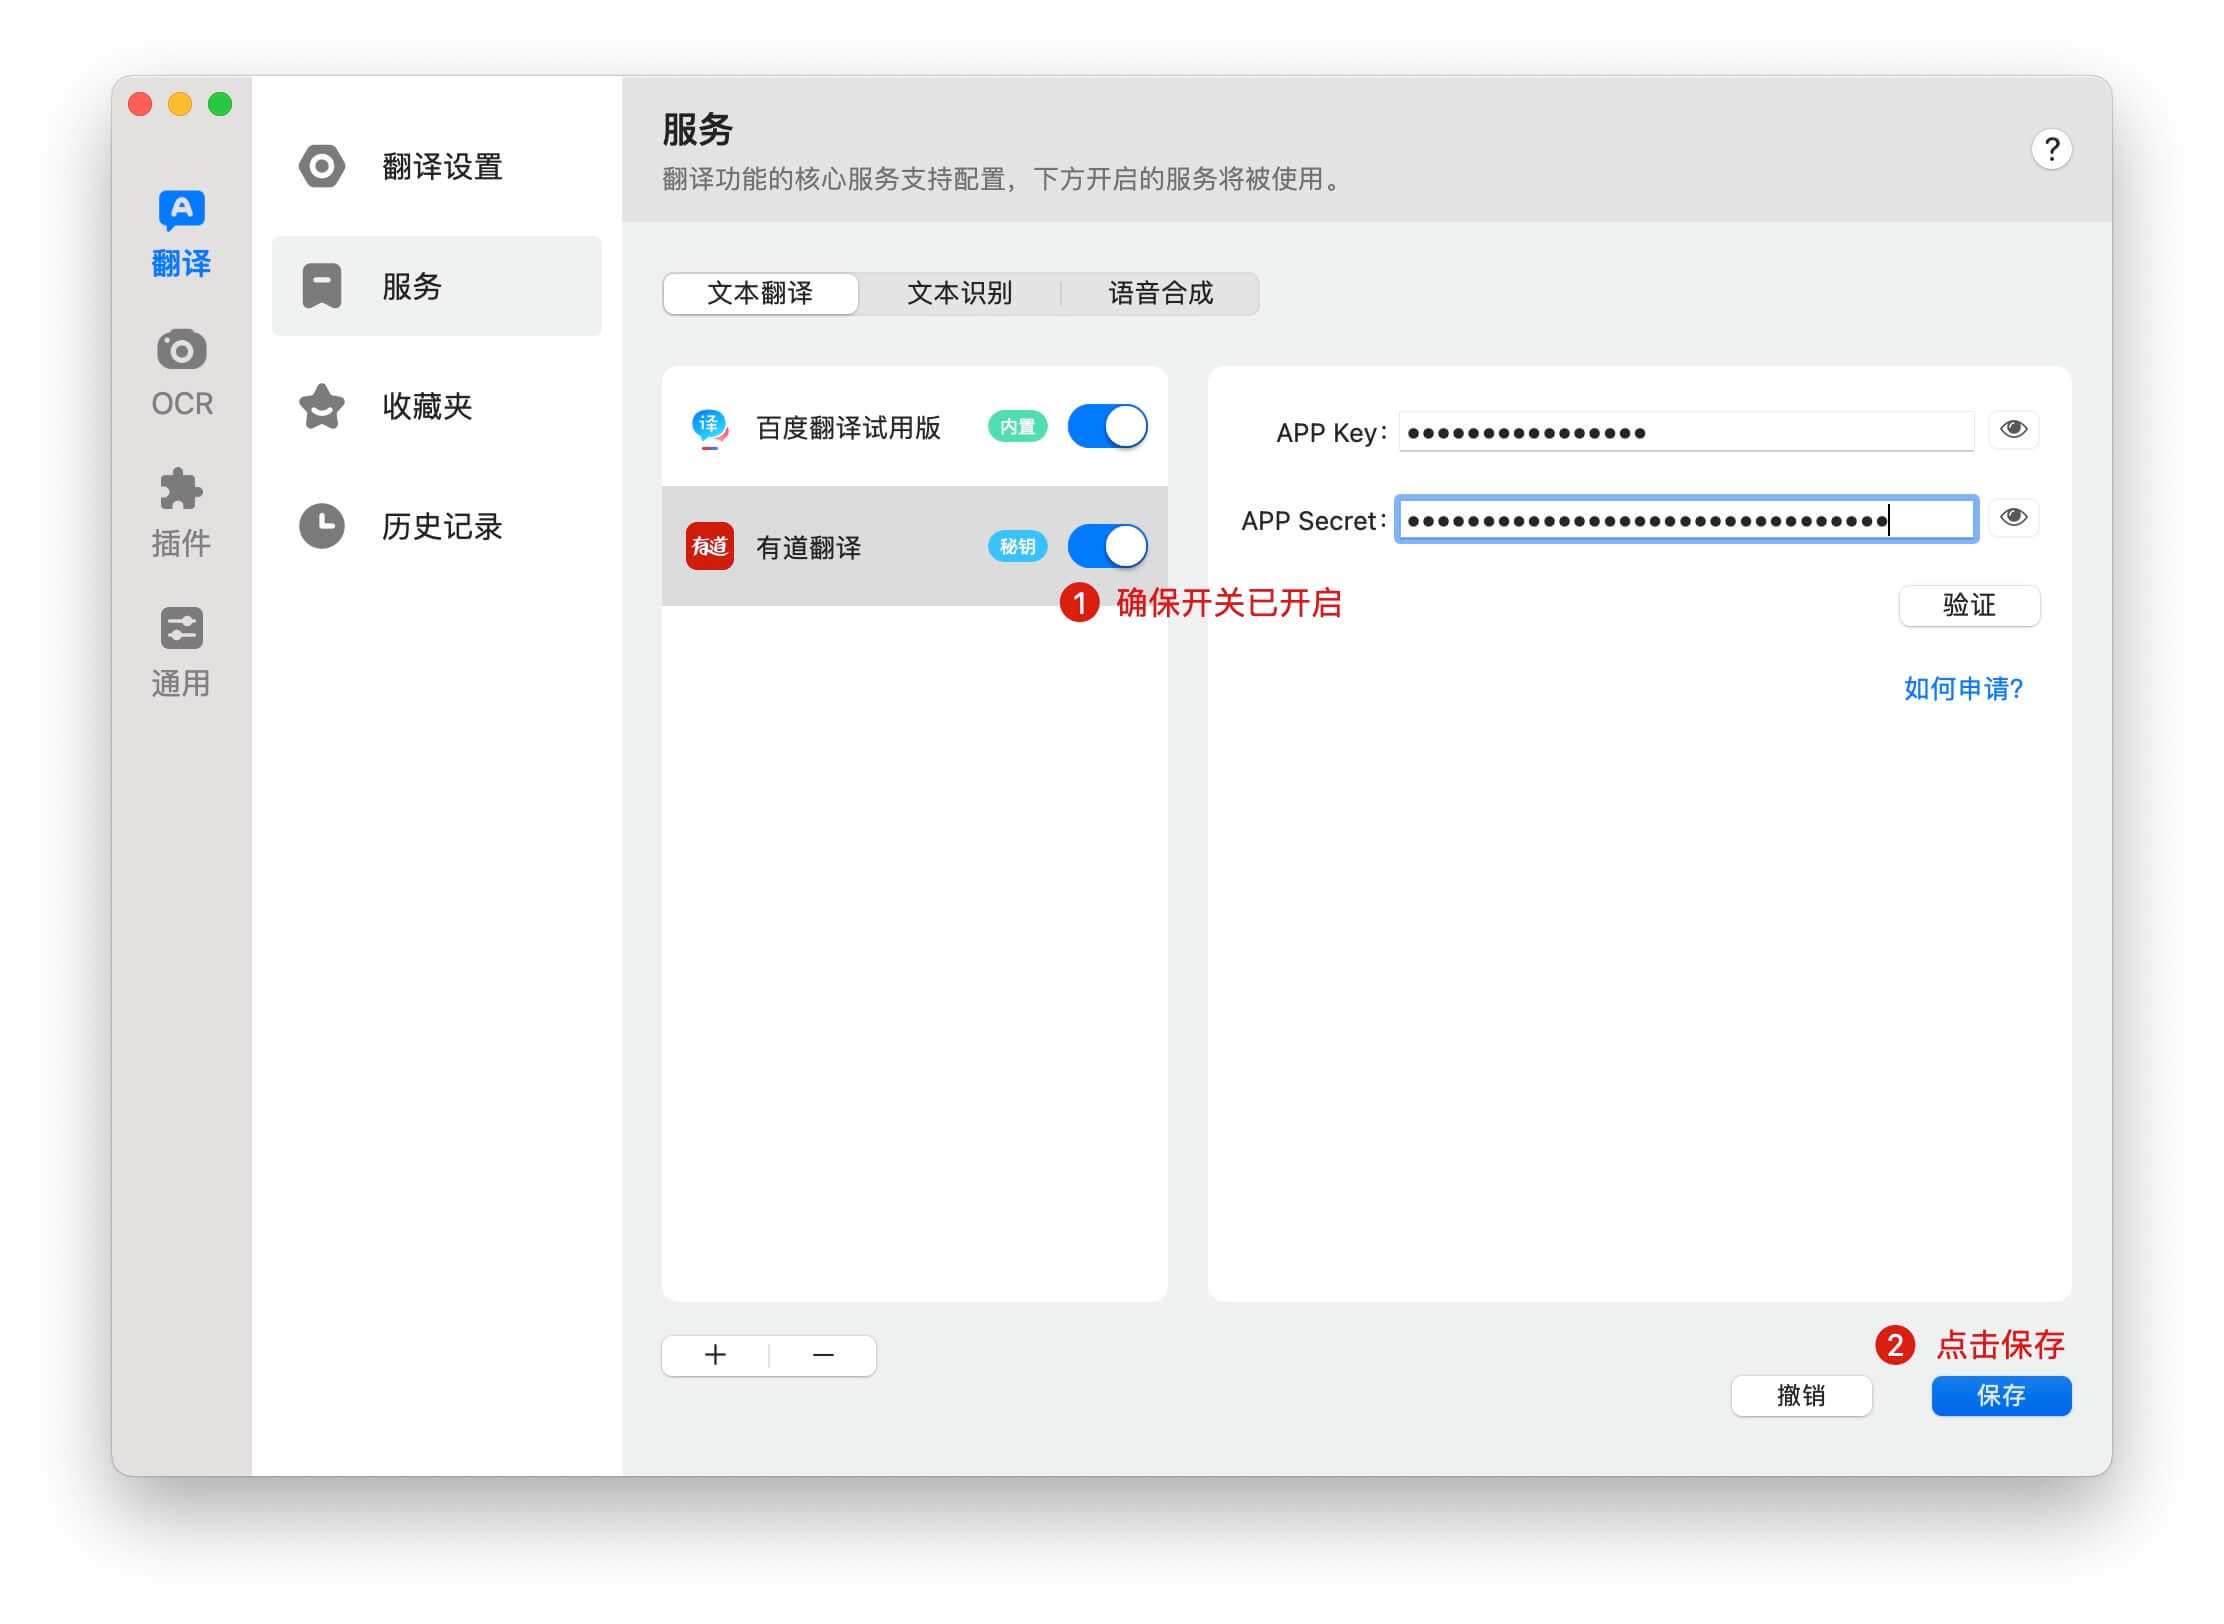 翻译
OCR
插件
通用
翻译设置
服务
收藏夹
历史记录
服务
翻译功能的核心服务支持配置，下方开启的服务将被使用。
?
文本翻译 文本识别 语音合成
译 百度翻译试用版 内置
有道 有道翻译 秘钥
1 确保开关已开启
APP Key:
APP Secret:
验证
如何申请?
2 点击保存
撤销 保存